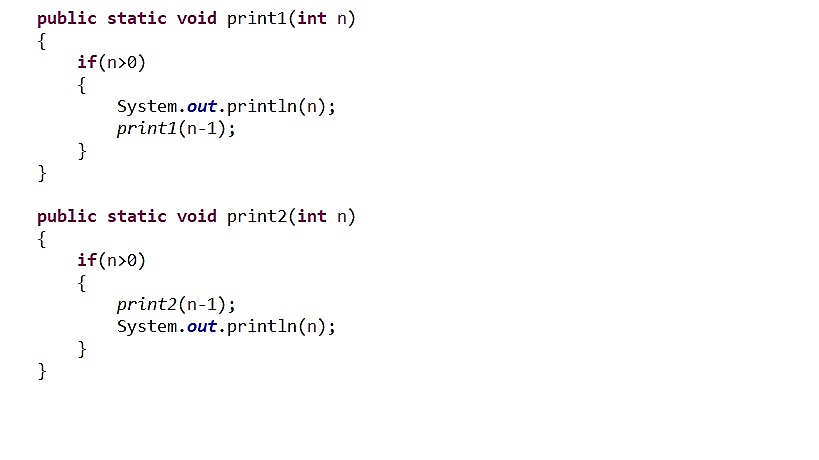 public static void print1(int n)
{
    if(n>0)
    {
        System.out.println(n);
        print1(n-1);
    }
}

public static void print2(int n)
{
    if(n>0)
    {
        print2(n-1);
        System.out.println(n);
    }
}